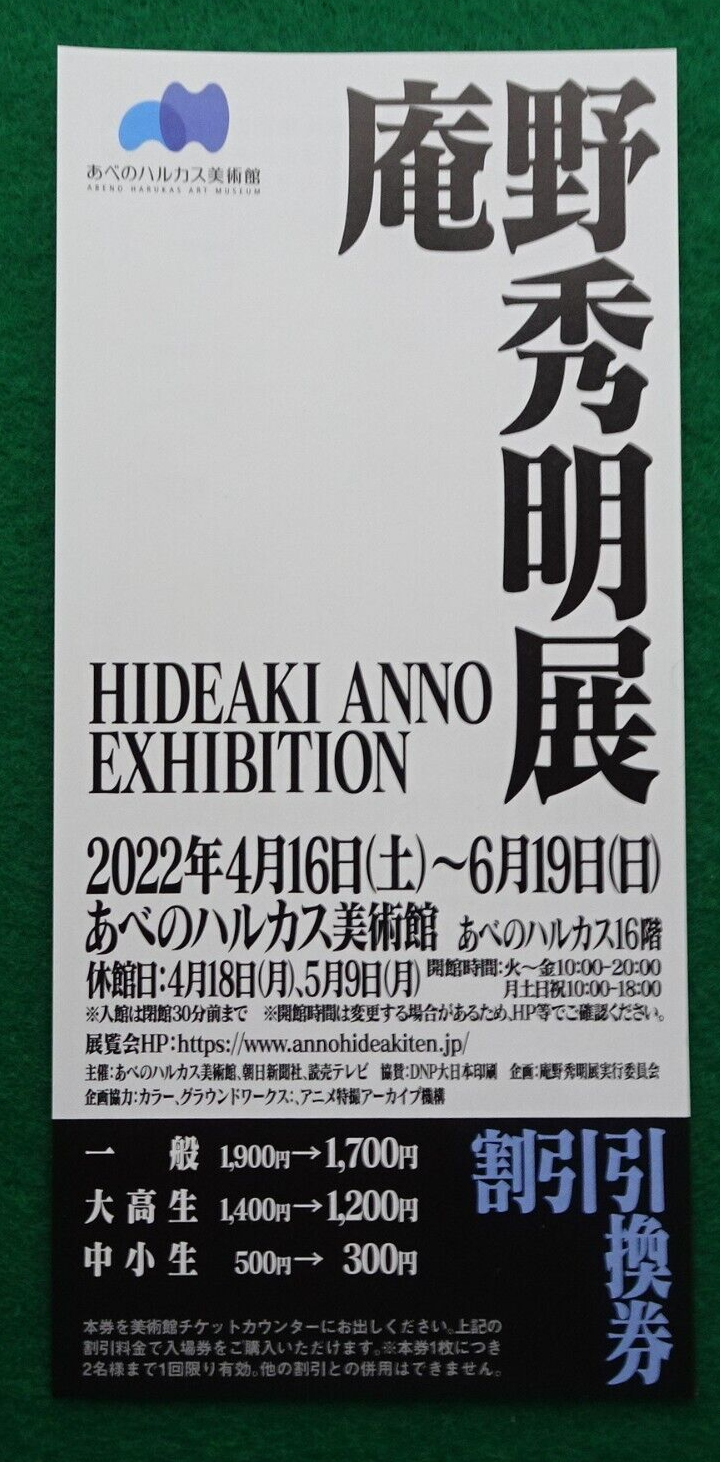 あべのハルカス美術館
ABENO HARUKAS ART MUSEUM
庵野秀明展
HIDEAKI ANNO
EXHIBITION
2022年4月16日(土)～6月19日(日)
あべのハルカス美術館 あべのハルカス16階
休館日:4月18日(月)、5月9日(月) 開館時間:火～金10:00-20:00
月土日祝10:00-18:00
※入館は閉館30分前まで ※開館時間は変更する場合があるため、HP等でご確認ください。
展覧会HP:https://www.annohideakiten.jp/
主催:あべのハルカス美術館、朝日新聞社、読売テレビ 協賛:DNP大日本印刷 企画:庵野秀明展実行委員会
企画協力:カラー、グラウンドワークス:、アニメ特撮アーカイブ機構
割引引換券
一般 1,900円→1,700円
大高生 1,400円→1,200円
中小生 500円→300円
本券を美術館チケットカウンターにお出しください。上記の
割引料金で入場券をご購入いただけます。※本券1枚につき
2名様まで1回限り有効。他の割引との併用はできません。